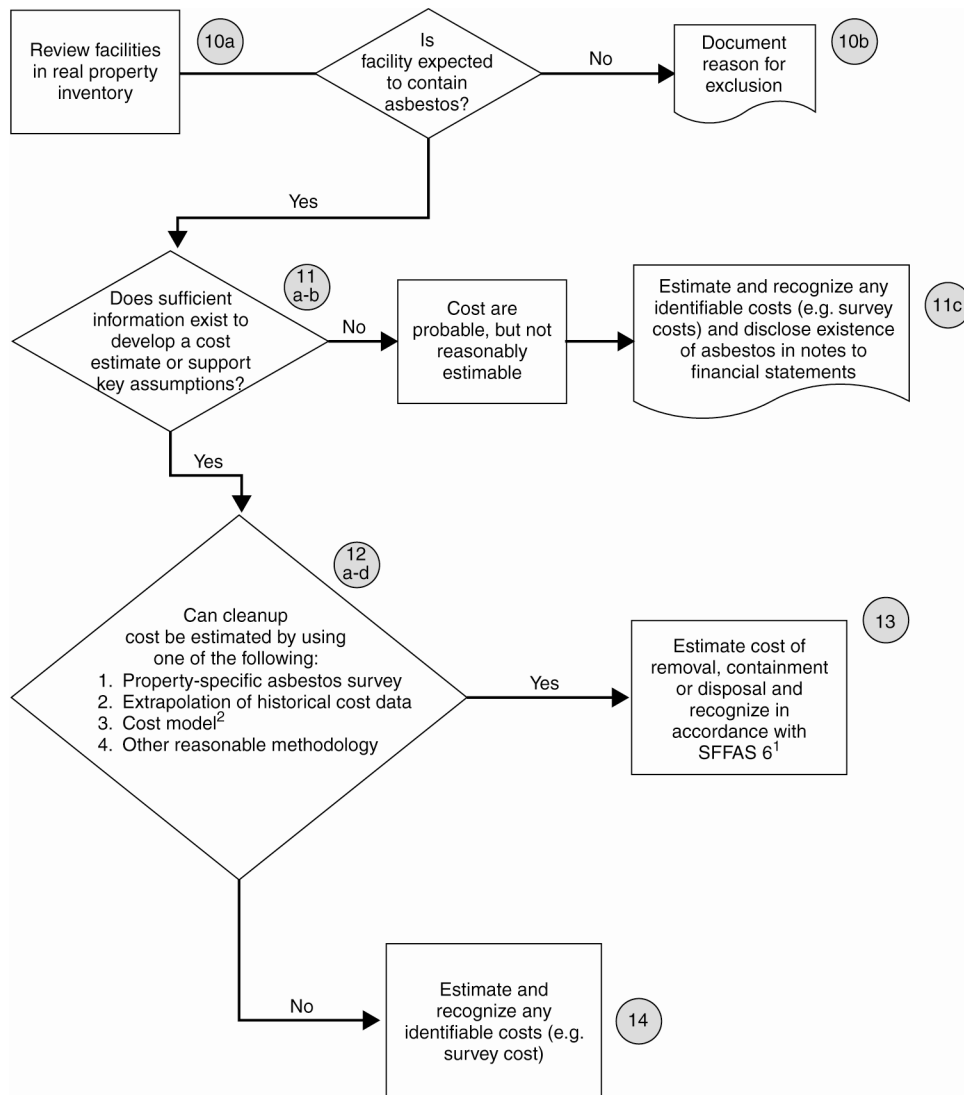 Review facilities
in real property
inventory
10a
Is
facility expected
to contain
asbestos?
No
Document
reason for
exclusion
10b
Yes
Does sufficient
information exist to
develop a cost
estimate or support
key assumptions?
11
a-b
No
Cost are
probable, but not
reasonably
estimable
Estimate and recognize any
identifiable costs (e.g. survey
costs) and disclose existence
of asbestos in notes to
financial statements
11c
Yes
12
a-d
Can cleanup
cost be estimated by using
one of the following:
1. Property-specific asbestos survey
2. Extrapolation of historical cost data
3. Cost model2
4. Other reasonable methodology
Yes
13
Estimate cost of
removal, containment
or disposal and
recognize in
accordance with
SFFAS 61
No
Estimate and
recognize any
identifiable costs (e.g.
survey cost)
14